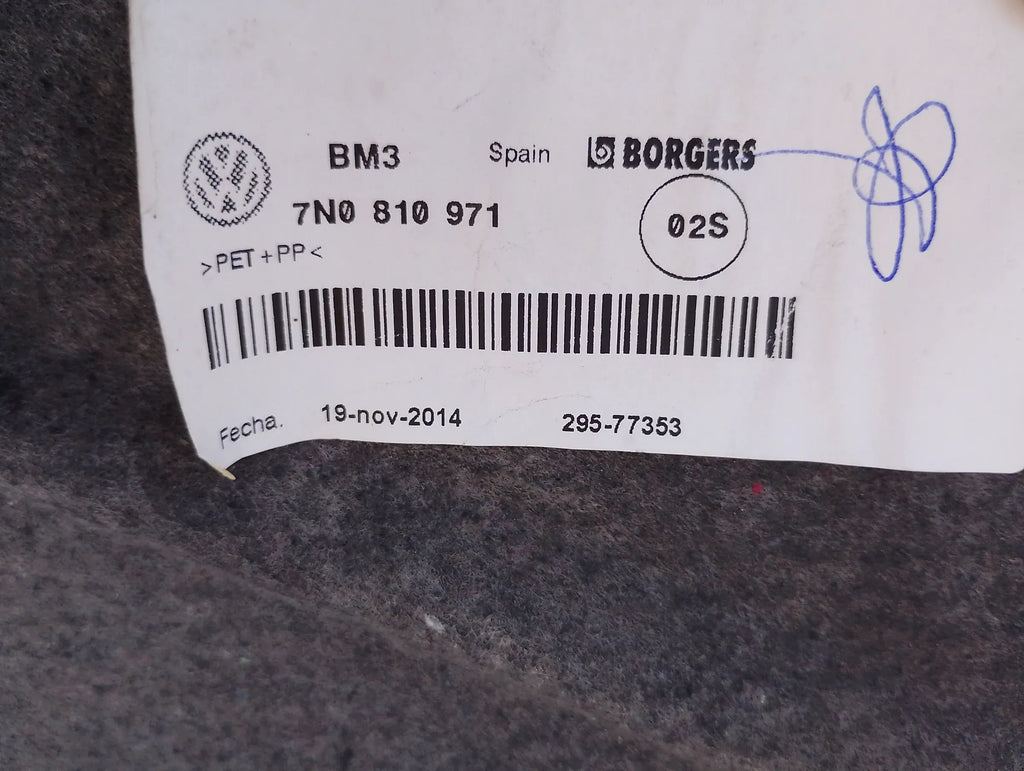 BM3 Spain BORGERS
7N0 810 971 02S
>PET+PP<
Fecha. 19-nov-2014 295-77353